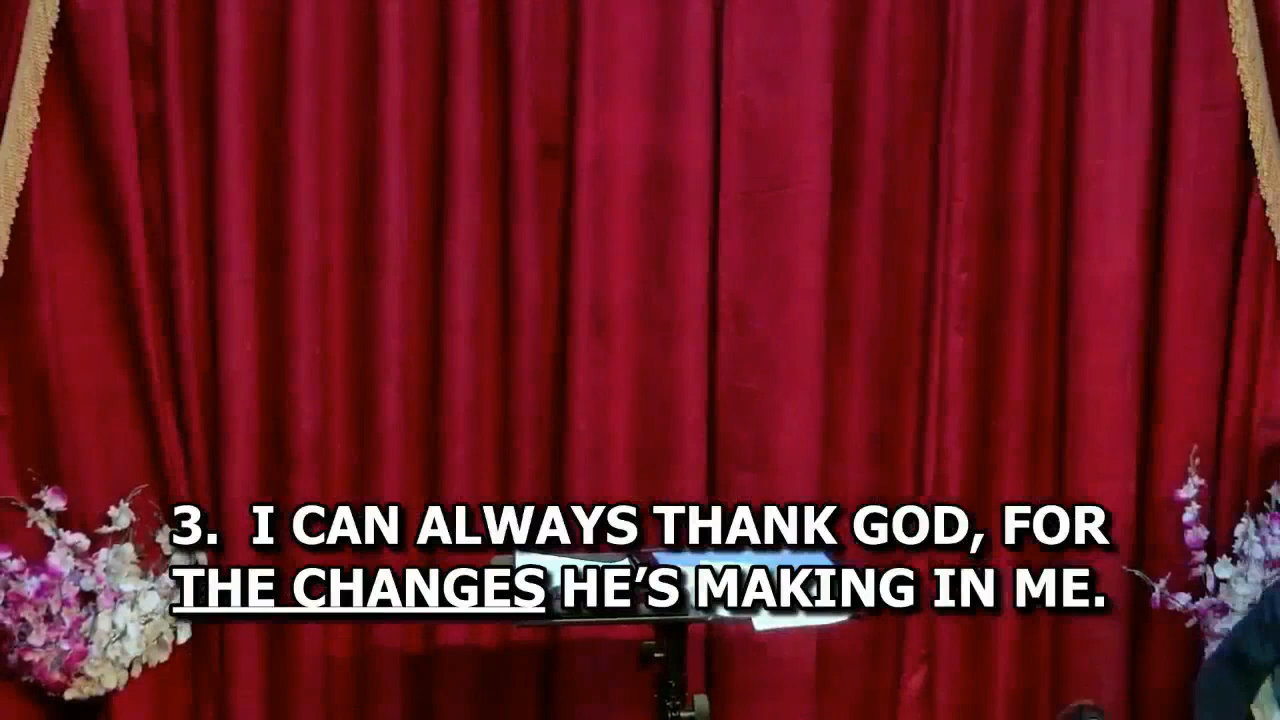 3. I CAN ALWAYS THANK GOD, FOR
THE CHANGES HE’S MAKING IN ME.